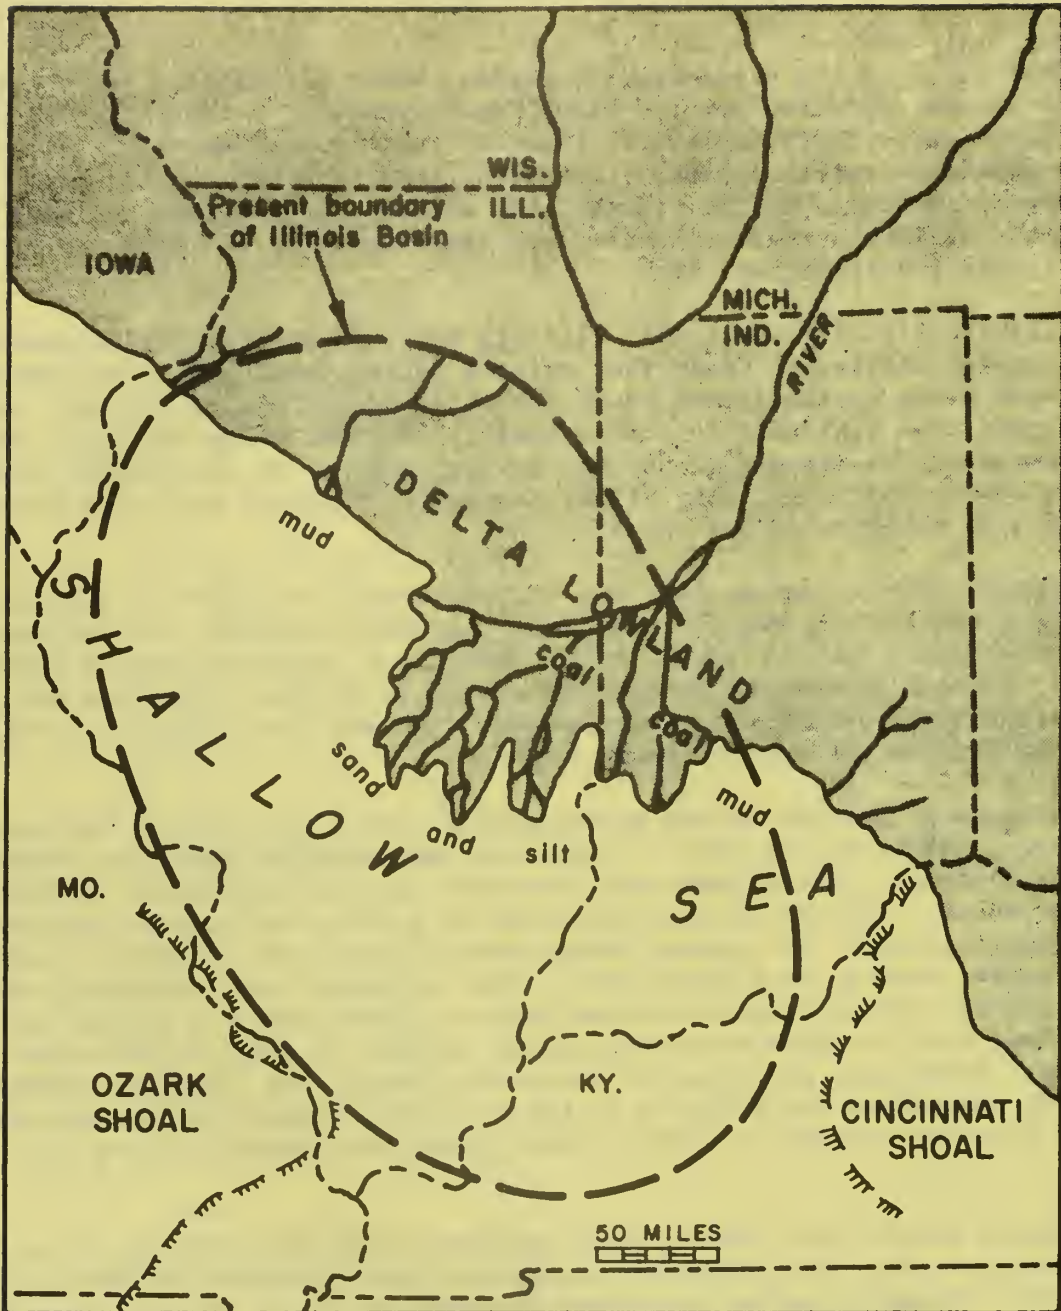 WIS.
ILL.
Present boundary
of Illinois Basin
IOWA
MICH.
IND.
RIVER
DELTA LOWLAND
mud
SHALLOW SEA
coal
coal
sand and silt
mud
MO.
KY.
OZARK
SHOAL
CINCINNATI
SHOAL
50 MILES